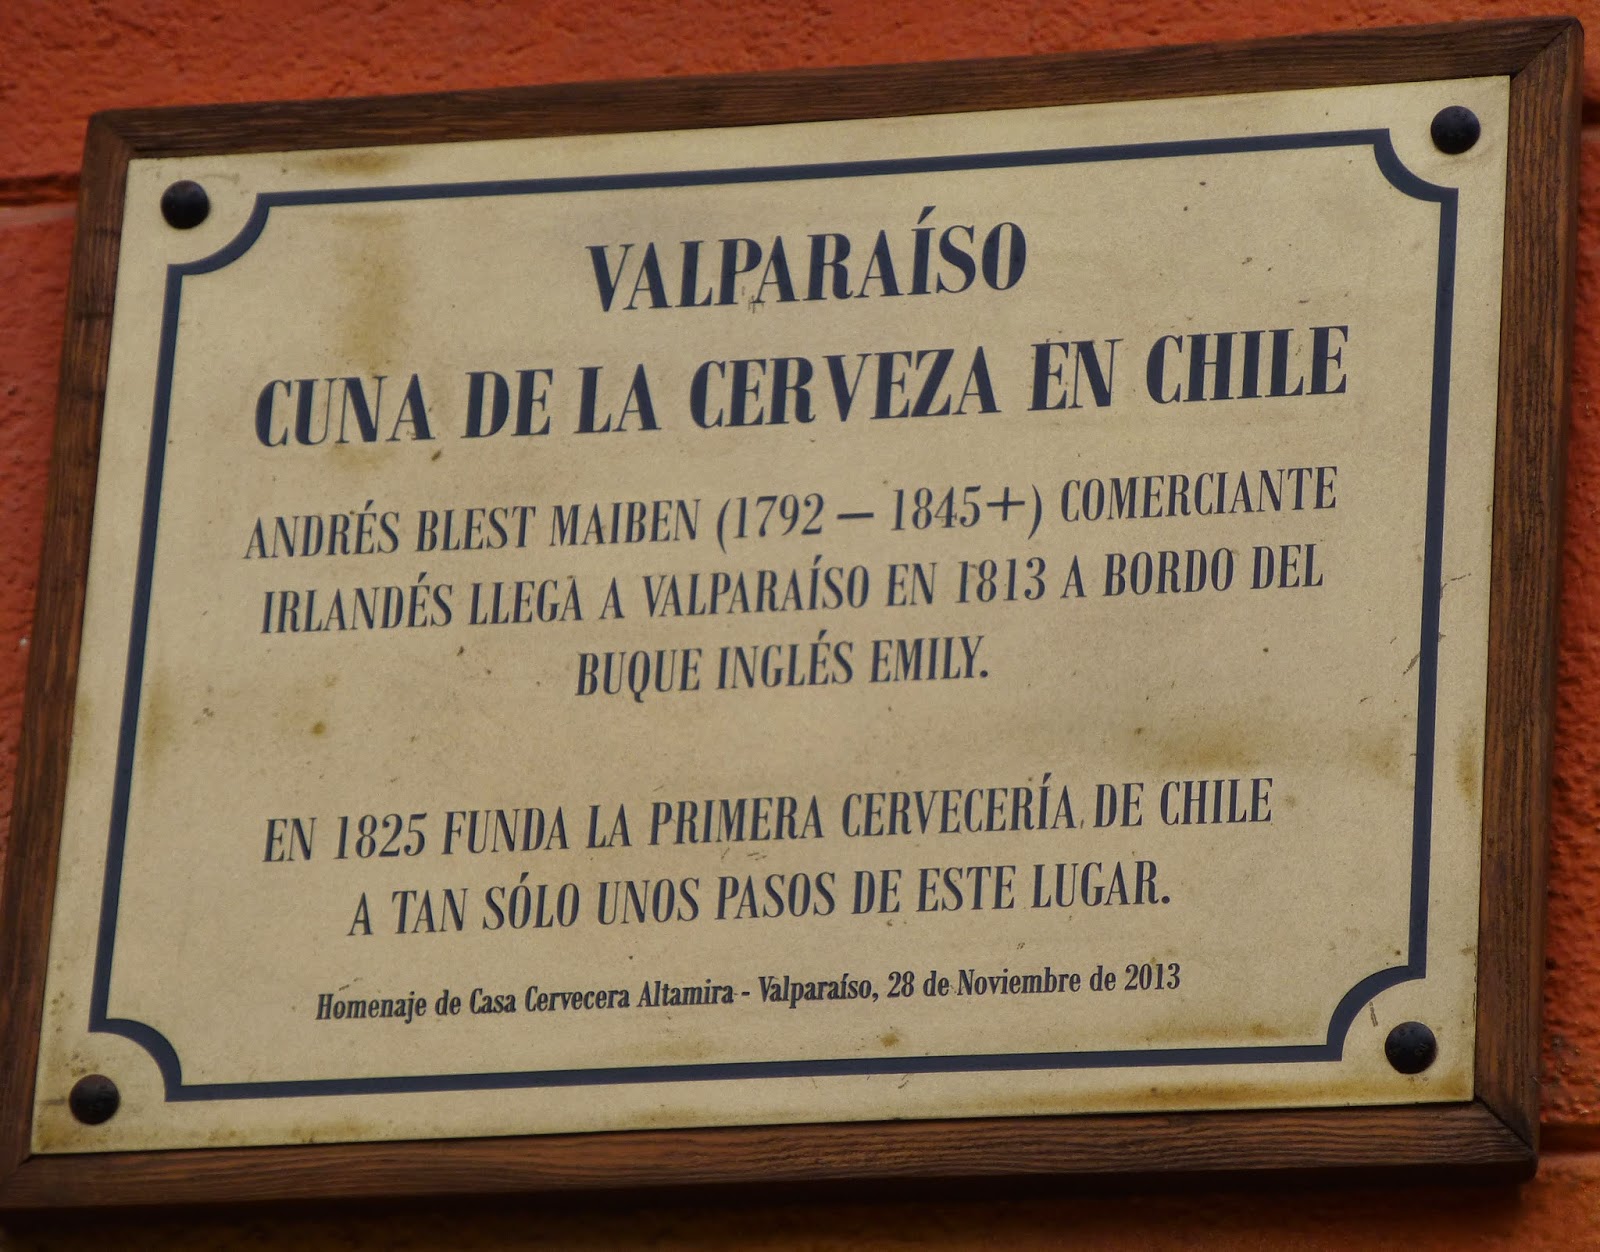 VALPARAÍSO
CUNA DE LA CERVEZA EN CHILE
ANDRÉS BLEST MAIBEN (1792 – 1845+) COMERCIANTE
IRLANDÉS LLEGA A VALPARAÍSO EN 1813 A BORDO DEL
BUQUE INGLÉS EMILY.
EN 1825 FUNDA LA PRIMERA CERVECERÍA DE CHILE
A TAN SÓLO UNOS PASOS DE ESTE LUGAR.
Homenaje de Casa Cervecera Altamira - Valparaíso, 28 de Noviembre de 2013